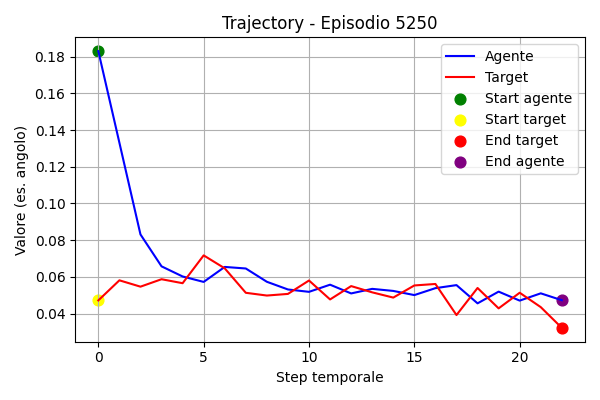 Trajectory - Episodio 5250
Valore (es. angolo)
0.18
0.16
0.14
0.12
0.10
0.08
0.06
0.04
Agente
Target
Start agente
Start target
End target
End agente
0 5 10 15 20
Step temporale